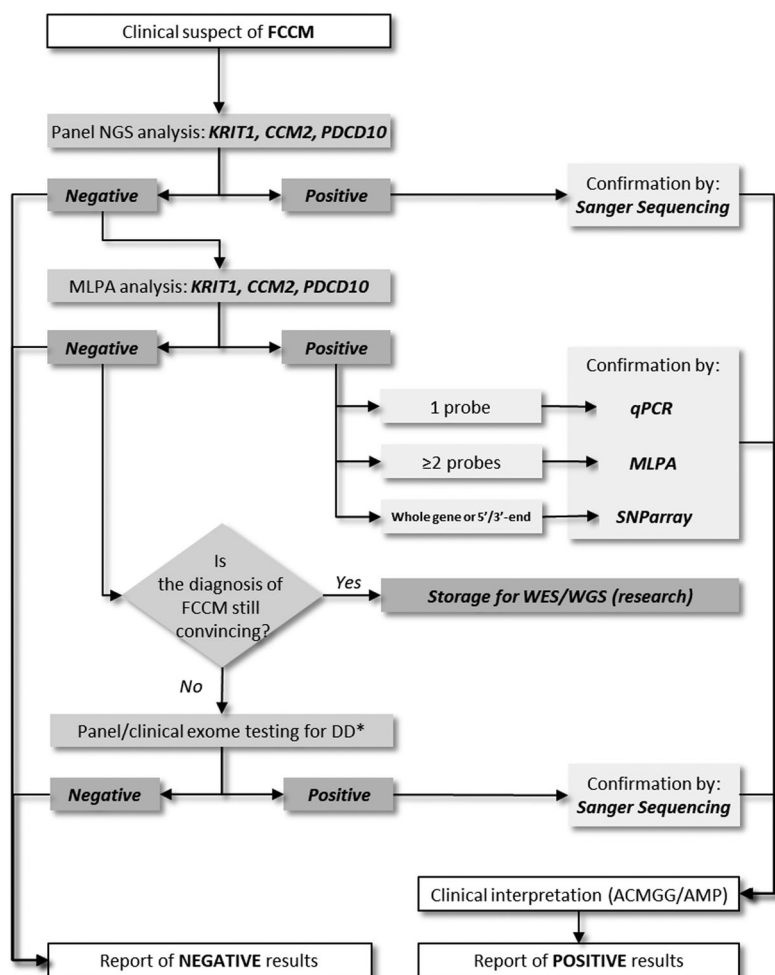 Clinical suspect of FCCM
Panel NGS analysis: KRIT1, CCM2, PDCD10
Negative
Positive
Confirmation by:
Sanger Sequencing
MLPA analysis: KRIT1, CCM2, PDCD10
Negative
Positive
Confirmation by:
1 probe
qPCR
≥2 probes
MLPA
Whole gene or 5'/3'-end
SNParray
Is
the diagnosis of
FCCM still
convincing?
Yes
Storage for WES/WGS (research)
No
Panel/clinical exome testing for DD*
Negative
Positive
Confirmation by:
Sanger Sequencing
Clinical interpretation (ACMGG/AMP)
Report of NEGATIVE results
Report of POSITIVE results